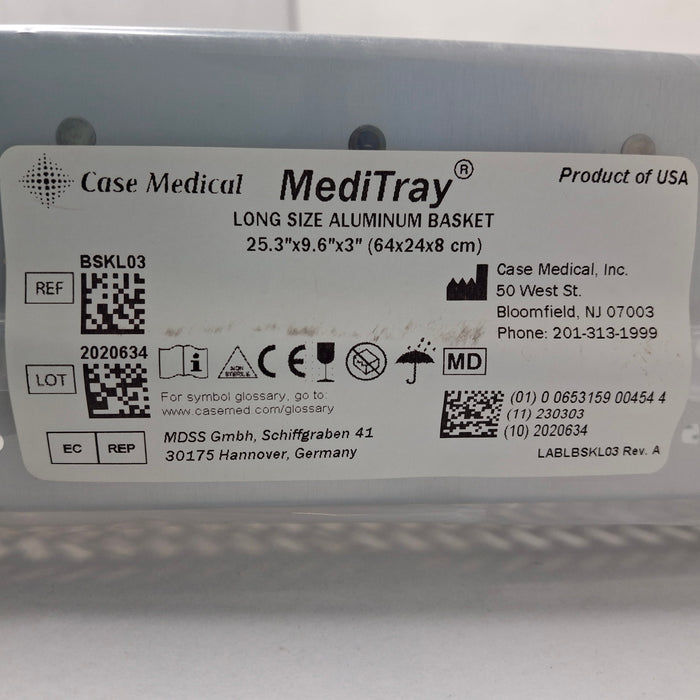 Case Medical
MediTray®
Product of USA
LONG SIZE ALUMINUM BASKET
25.3"x9.6"x3" (64x24x8 cm)
REF
BSKL03
Case Medical, Inc.
50 West St.
Bloomfield, NJ 07003
Phone: 201-313-1999
LOT
2020634
NON
STERILE
CE
MD
For symbol glossary, go to:
www.casemed.com/glossary
EC REP
MDSS Gmbh, Schiffgraben 41
30175 Hannover, Germany
(01) 0 0653159 00454 4
(11) 230303
(10) 2020634
LABLBSKL03 Rev. A